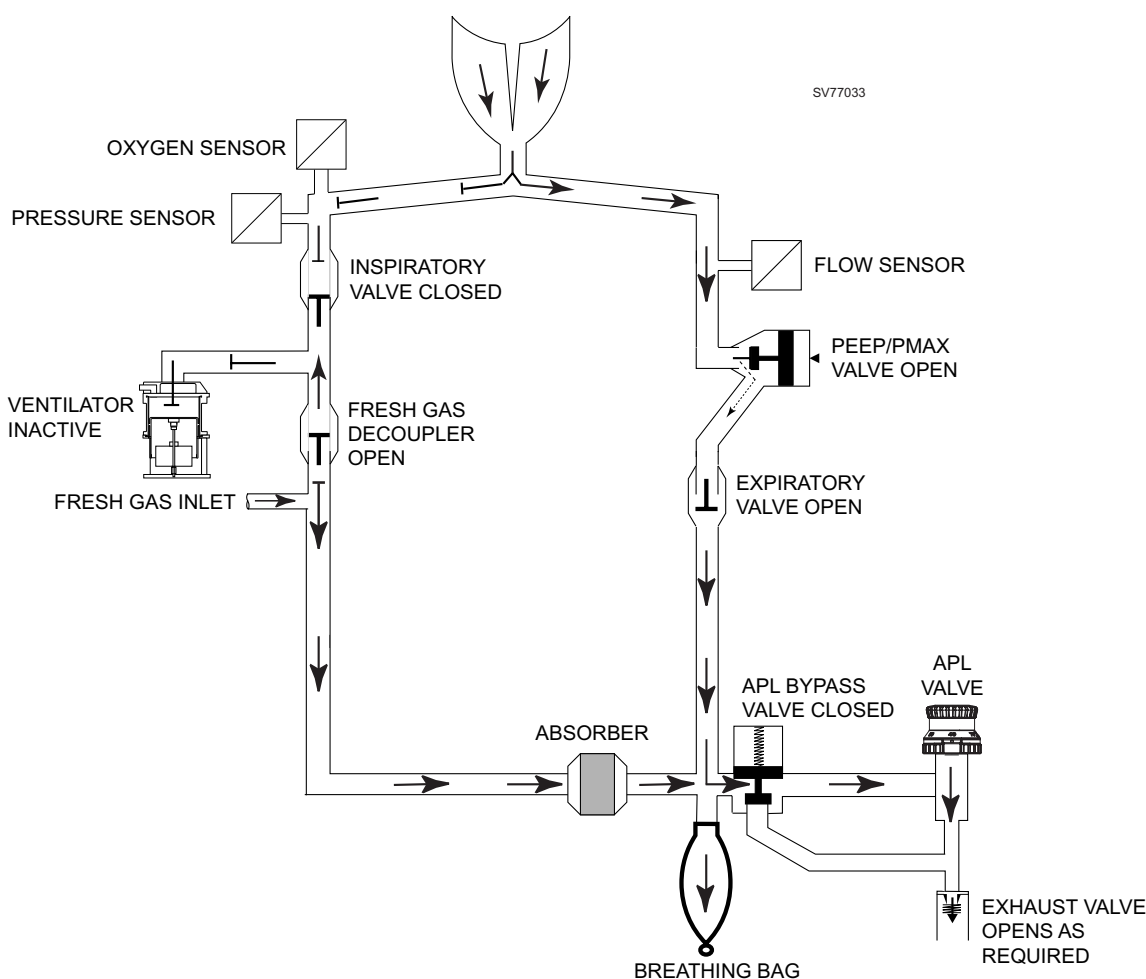 SV77033
OXYGEN SENSOR
PRESSURE SENSOR
INSPIRATORY
VALVE CLOSED
FLOW SENSOR
PEEP/PMAX
VALVE OPEN
VENTILATOR
INACTIVE
FRESH GAS
DECOUPLER
OPEN
FRESH GAS INLET
EXPIRATORY
VALVE OPEN
APL BYPASS
VALVE CLOSED
APL
VALVE
ABSORBER
EXHAUST VALVE
OPENS AS
REQUIRED
BREATHING BAG